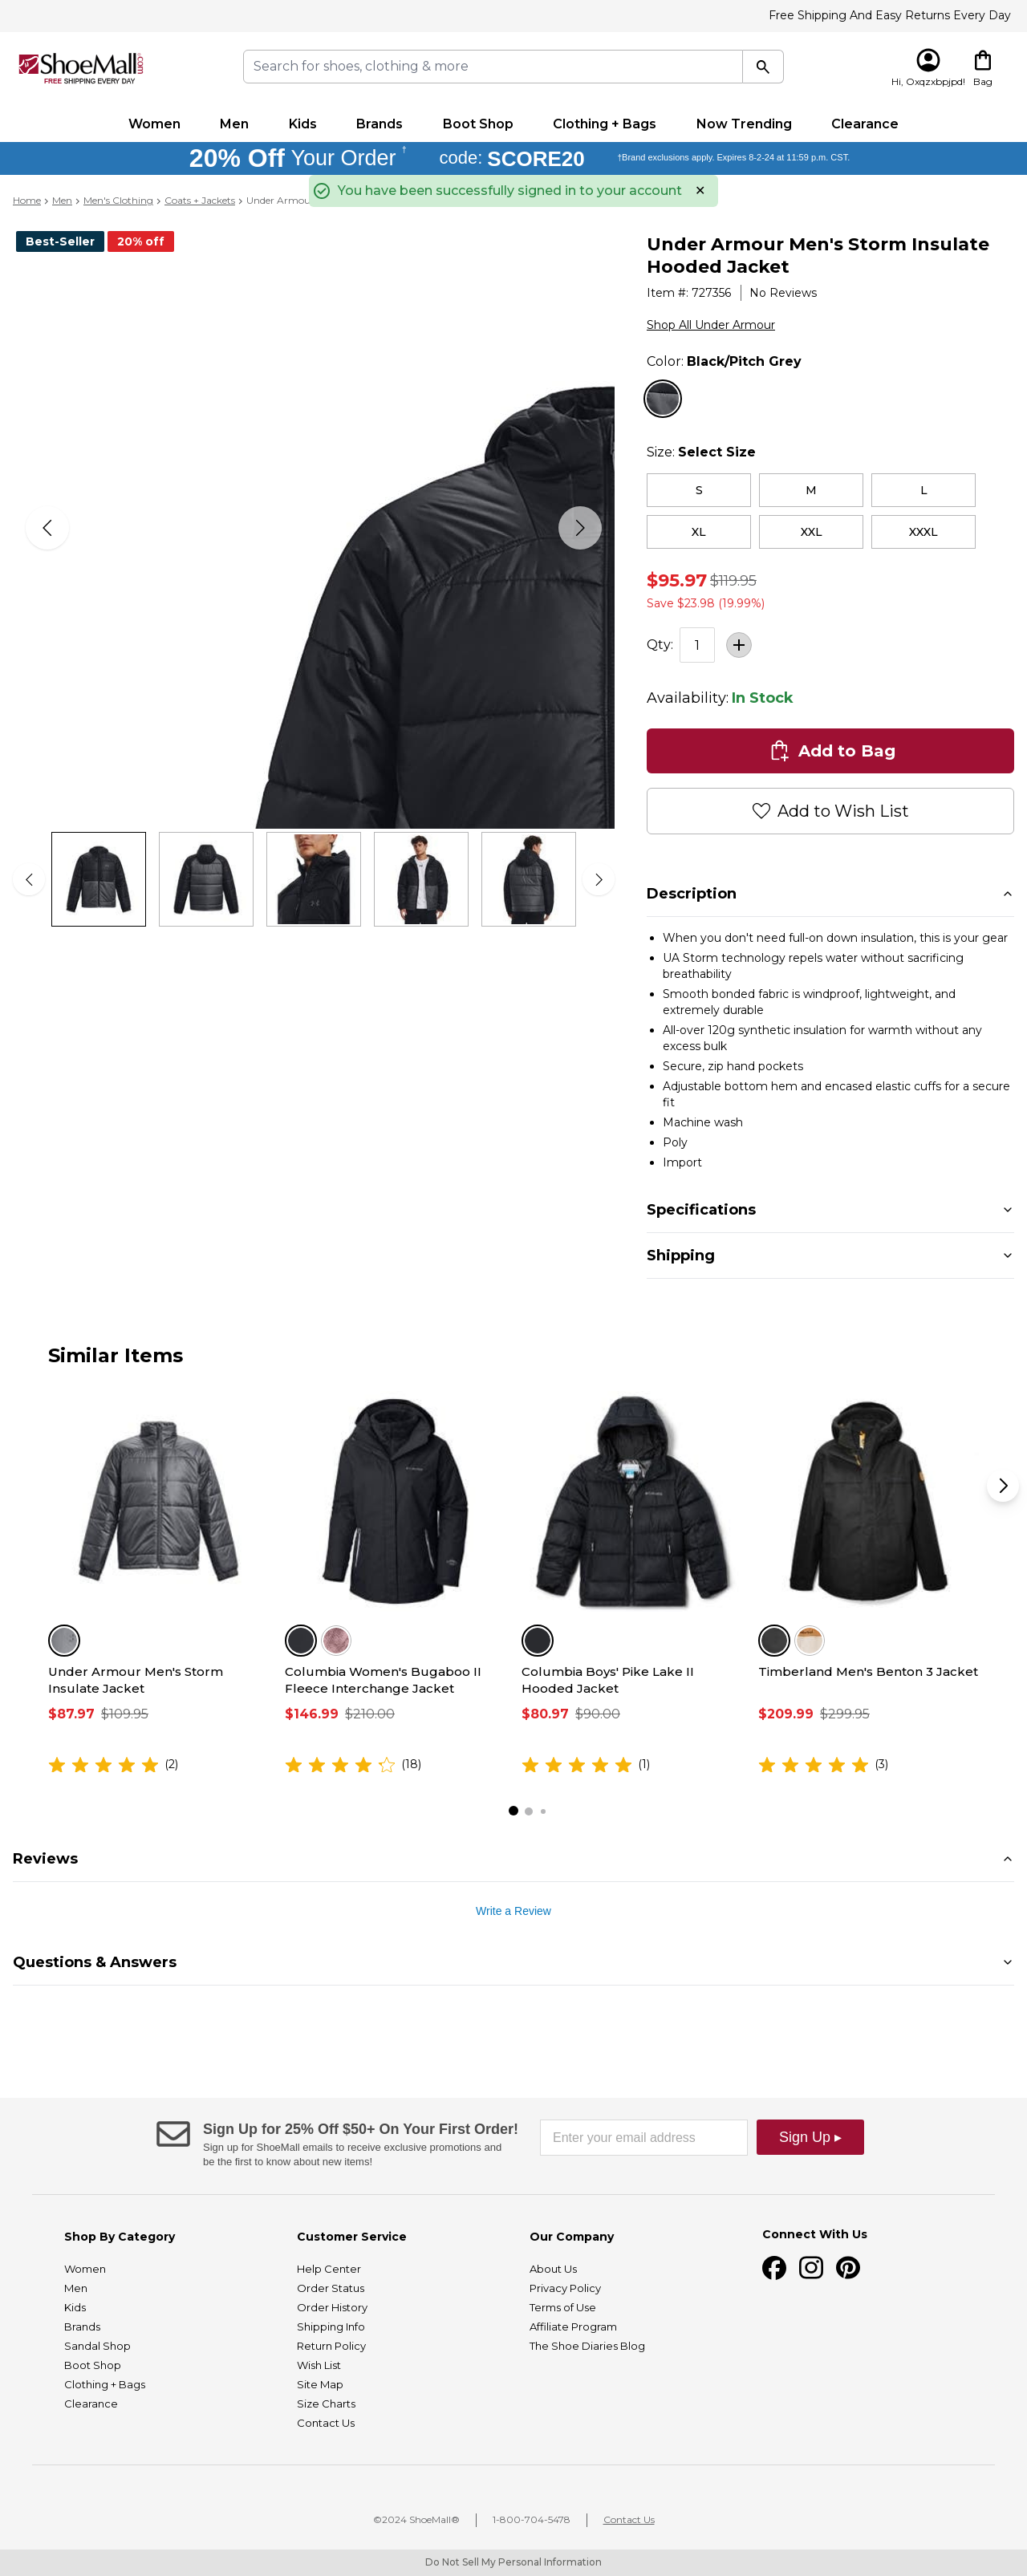 Free Shipping And Easy Returns Every Day
ShoeMall.com
FREE SHIPPING EVERY DAY
Search for shoes, clothing & more
Hi, Oxqzxbpjpd!
Bag
Women Men Kids Brands Boot Shop Clothing + Bags Now Trending Clearance
20% Off Your Order † code: SCORE20 †Brand exclusions apply. Expires 8-2-24 at 11:59 p.m. CST.
You have been successfully signed in to your account
Home Men Men's Clothing Coats + Jackets Under Armou
Best-Seller 20% off
Under Armour Men's Storm Insulate
Hooded Jacket
Item #: 727356 No Reviews
Shop All Under Armour
Color: Black/Pitch Grey
Size: Select Size
S M L
XL XXL XXXL
$95.97 $119.95
Save $23.98 (19.99%)
Qty: 1
Availability: In Stock
Add to Bag
Add to Wish List
Description
When you don't need full-on down insulation, this is your gear
UA Storm technology repels water without sacrificing
breathability
Smooth bonded fabric is windproof, lightweight, and
extremely durable
All-over 120g synthetic insulation for warmth without any
excess bulk
Secure, zip hand pockets
Adjustable bottom hem and encased elastic cuffs for a secure
fit
Machine wash
Poly
Import
Specifications
Shipping
Similar Items
Under Armour Men's Storm
Insulate Jacket
$87.97 $109.95
(2)
Columbia Women's Bugaboo II
Fleece Interchange Jacket
$146.99 $210.00
(18)
Columbia Boys' Pike Lake II
Hooded Jacket
$80.97 $90.00
(1)
Timberland Men's Benton 3 Jacket
$209.99 $299.95
(3)
Reviews
Write a Review
Questions & Answers
Sign Up for 25% Off $50+ On Your First Order!
Sign up for ShoeMall emails to receive exclusive promotions and
be the first to know about new items!
Enter your email address
Sign Up ▸
Shop By Category
Women
Men
Kids
Brands
Sandal Shop
Boot Shop
Clothing + Bags
Clearance
Customer Service
Help Center
Order Status
Order History
Shipping Info
Return Policy
Wish List
Site Map
Size Charts
Contact Us
Our Company
About Us
Privacy Policy
Terms of Use
Affiliate Program
The Shoe Diaries Blog
Connect With Us
©2024 ShoeMall® 1-800-704-5478 Contact Us
Do Not Sell My Personal Information